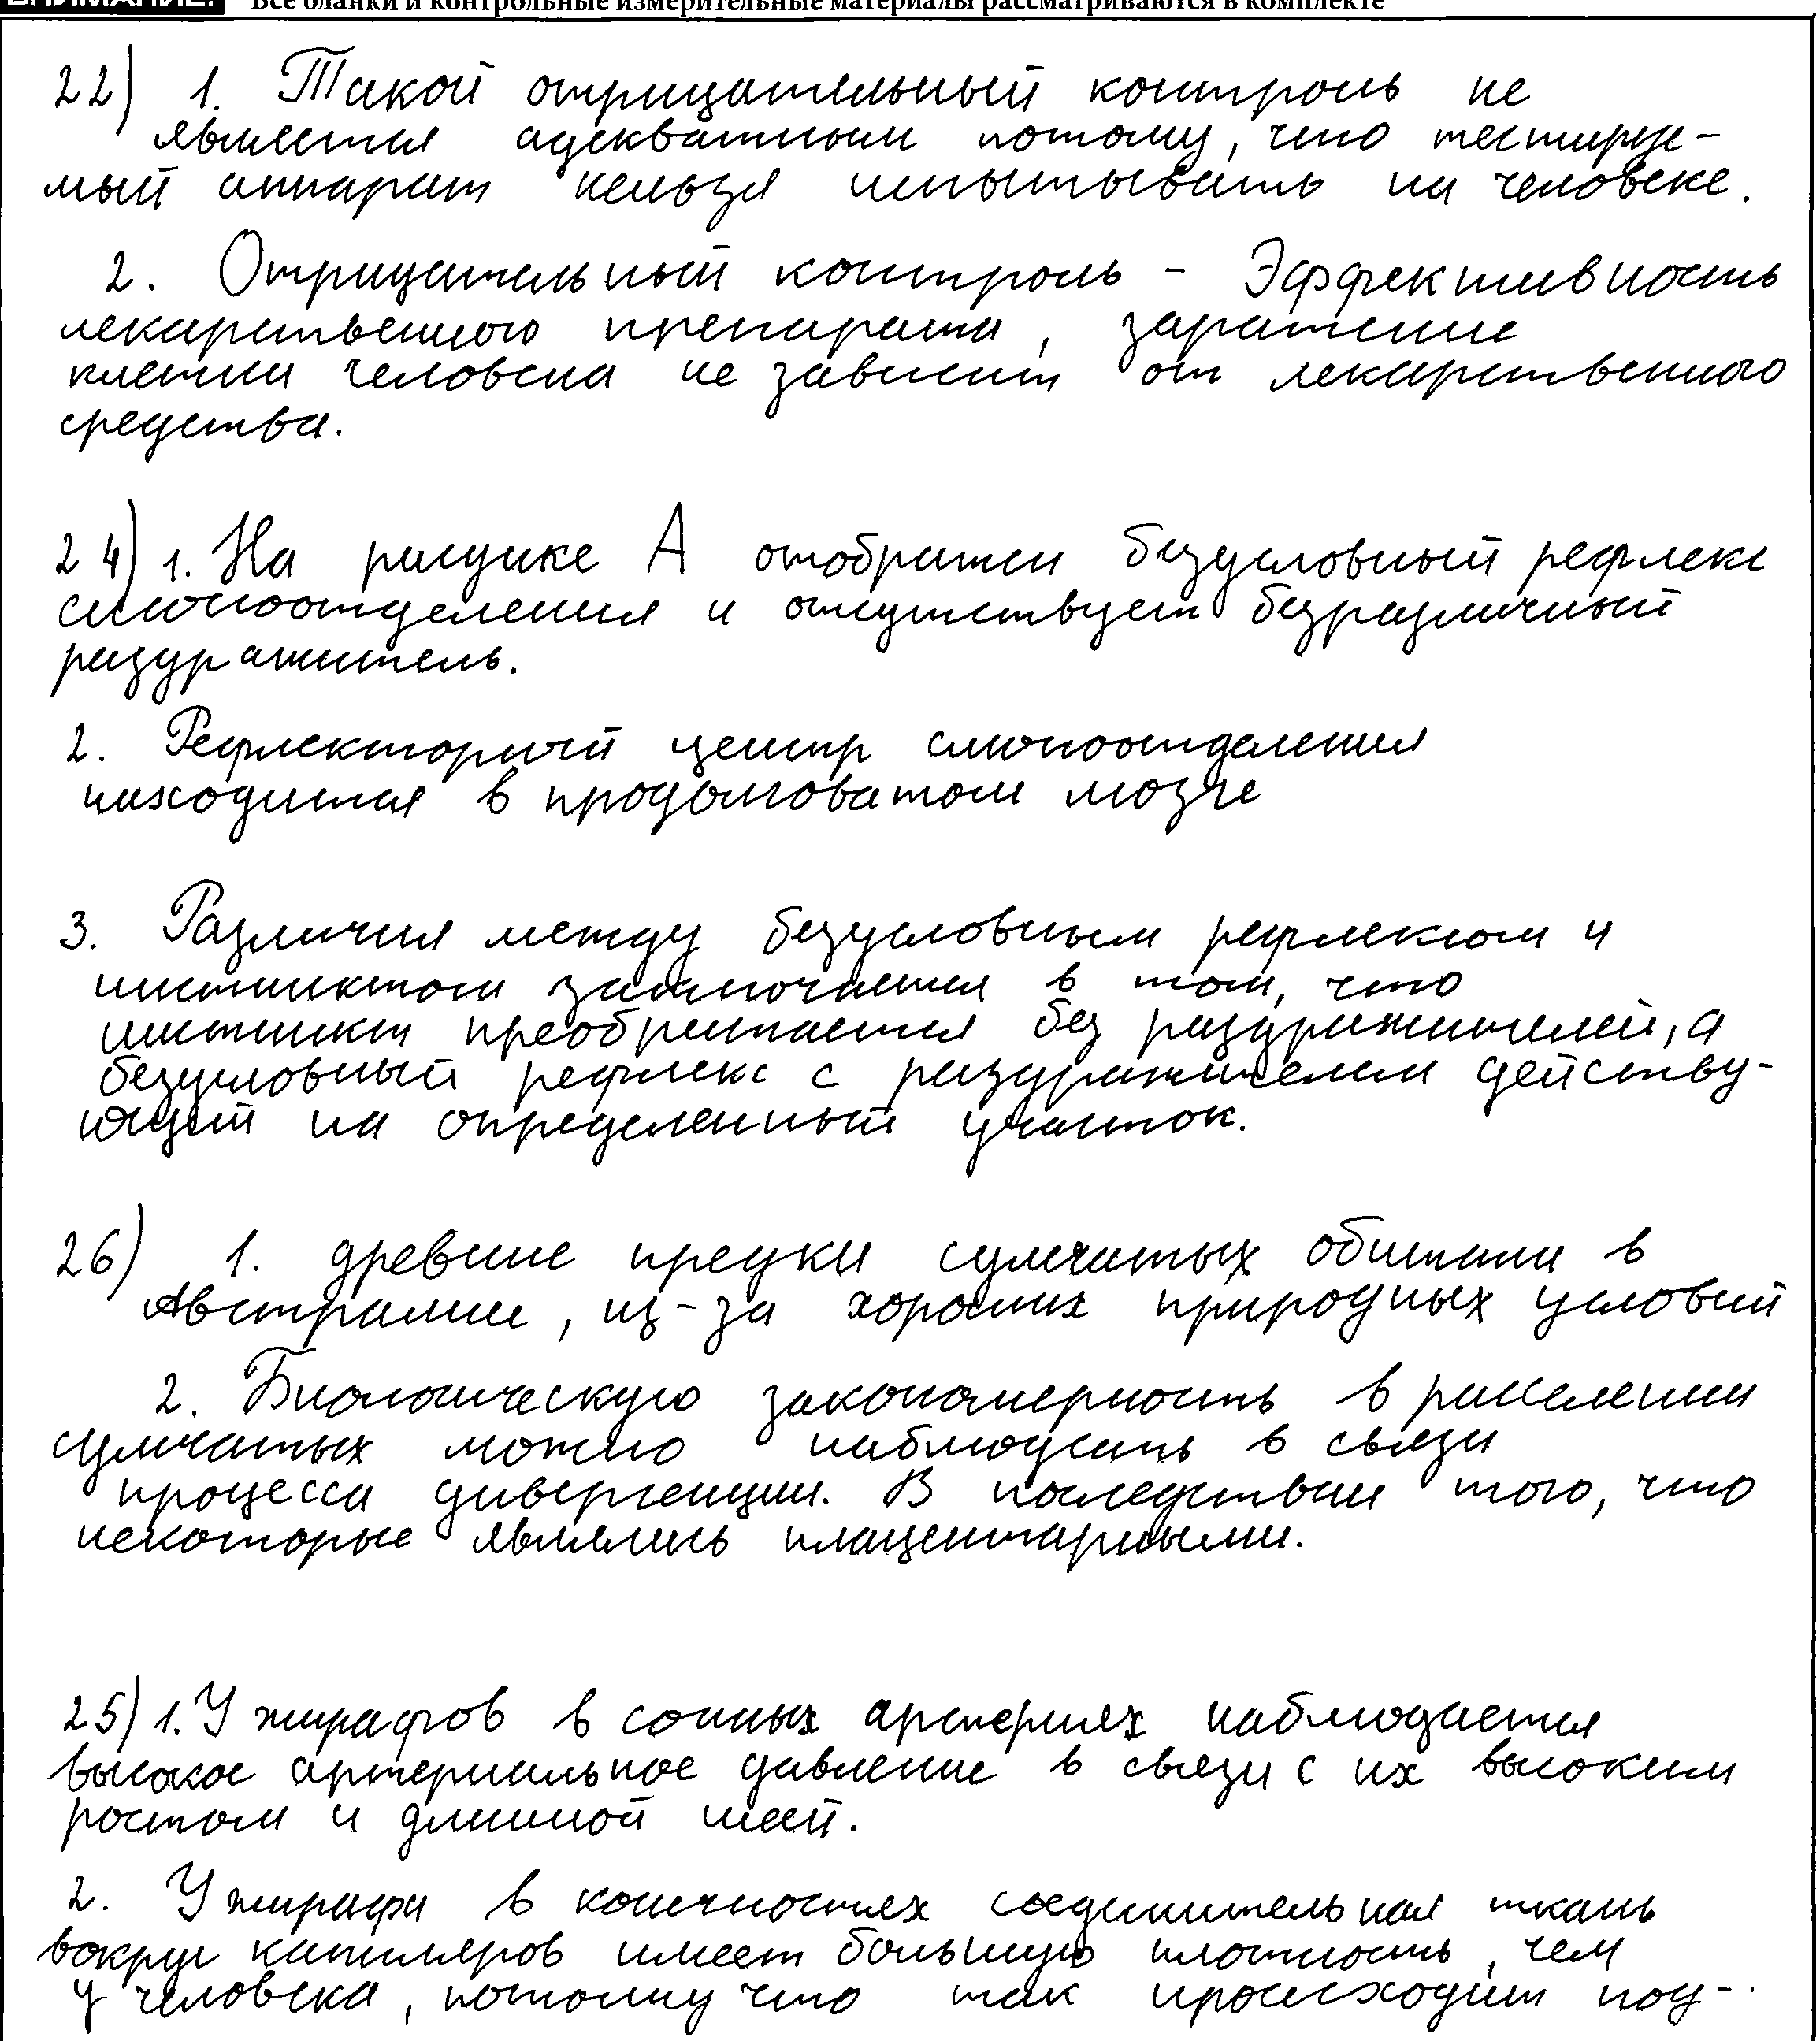 ВНИМАНИЕ! Все бланки и контрольные измерительные материалы рассматриваются в комплекте
22) 1. Такой отрицательный контроль не
является адекватным потому, что тестируе-
мый аппарат нельзя испытывать на человеке.
2. Отрицательный контроль - Эффективность
лекарственного препарата, заражение
клетки человека не зависит от лекарственного
средства.
24) 1. На рисунке А отображен безусловный рефлекс
слюноотделения и отсутствует безразличный
раздражитель.
2. Рефлекторный центр слюноотделения
находится в продолговатом мозге
3. Различия между безусловным рефлексом и
инстинктом заключается в том, что
инстинкт преобретается без раздражителей, а
безусловный рефлекс с раздражителем действу-
ющей на определенный участок.
26) 1. древние предки сумчатых обитали в
Австралии, из-за хороших природных условий
2. Биологическую закономерность в расселении
сумчатых можно наблюдать в связи
процесса дивергенции. В последствии того, что
некоторые являлись плацентарными.
25) 1. У жирафов в сонных артериях наблюдается
высокое артериальное давление в связи с их высоким
ростом и длинной шеей.
2. У жирафа в конечностях соединительная ткань
вокруг капилляров имеет большую плотность, чем
у человека, потому что так происходит под-